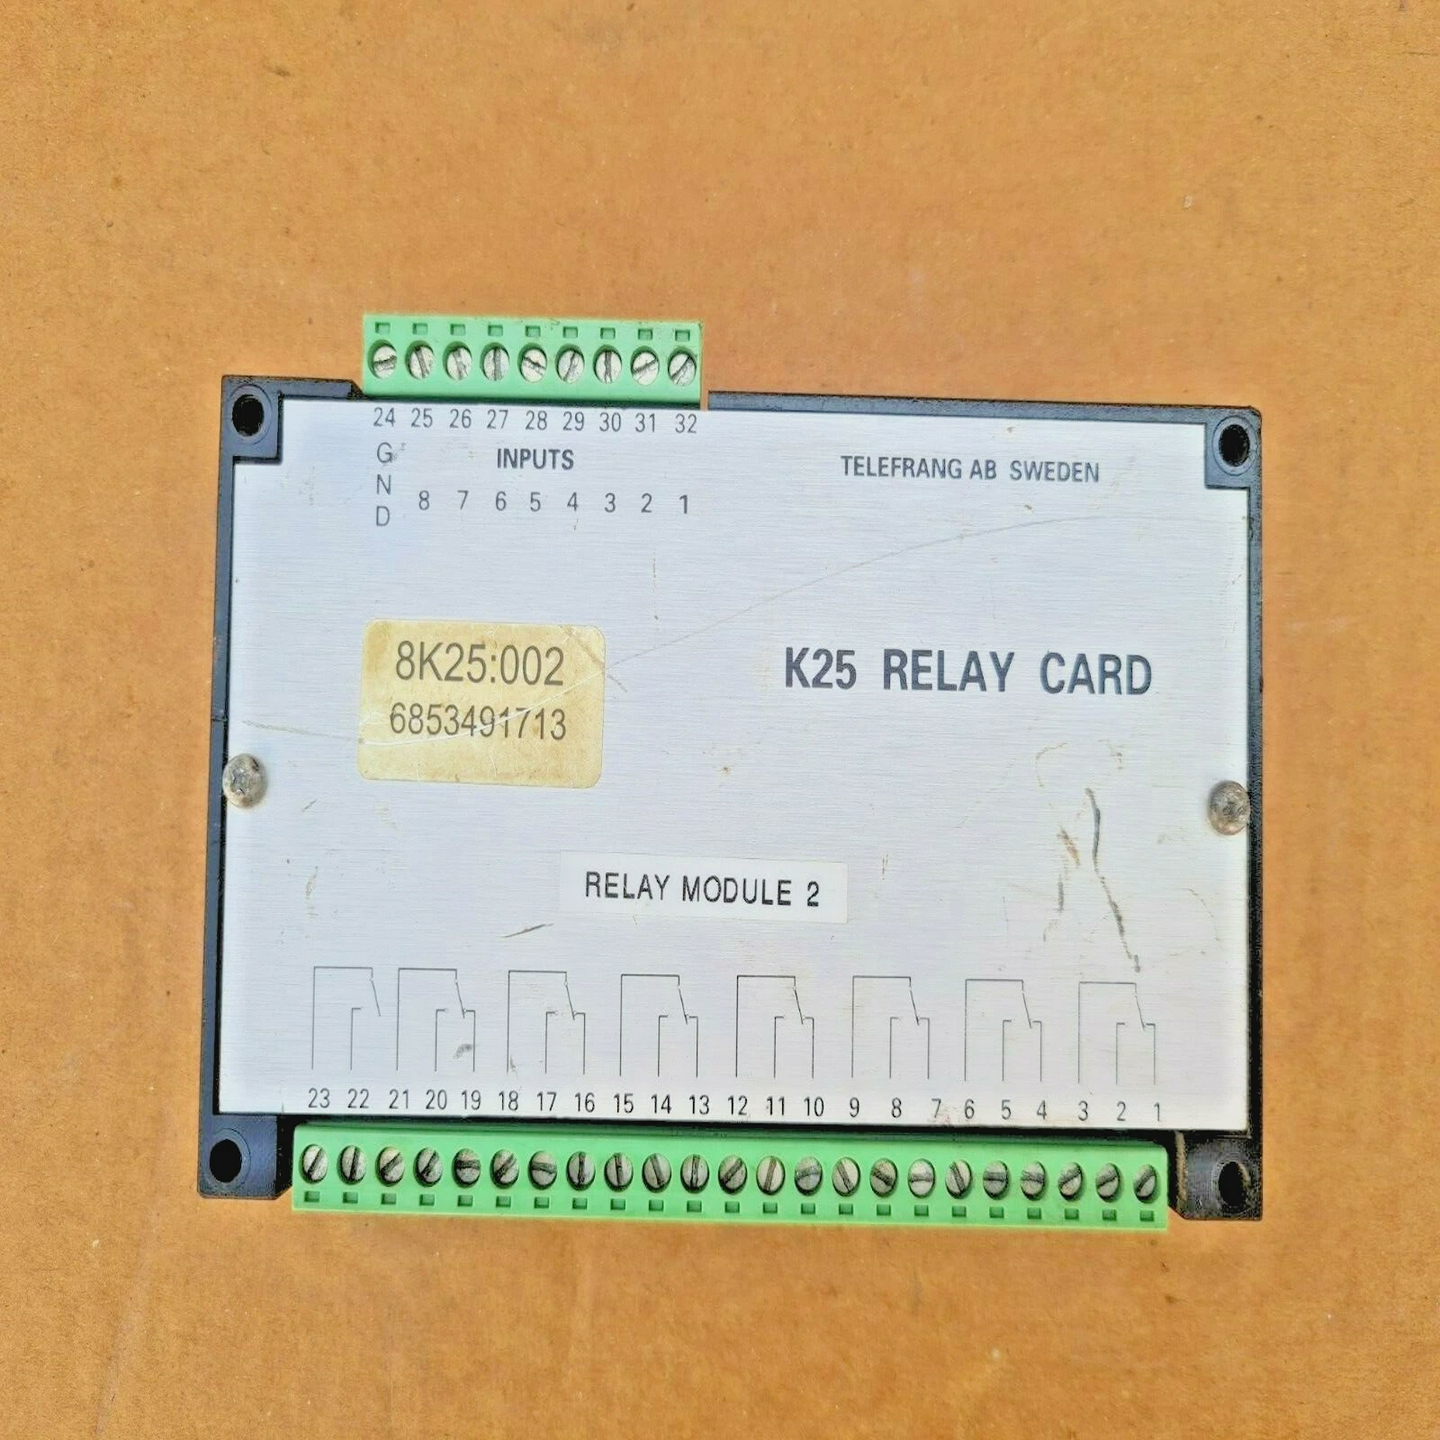 24 25 26 27 28 29 30 31 32
GND
INPUTS
8 7 6 5 4 3 2 1
TELEFRANG AB SWEDEN
8K25:002
6853491713
K25 RELAY CARD
RELAY MODULE 2
23 22 21 20 19 18 17 16 15 14 13 12 11 10 9 8 7 6 5 4 3 2 1